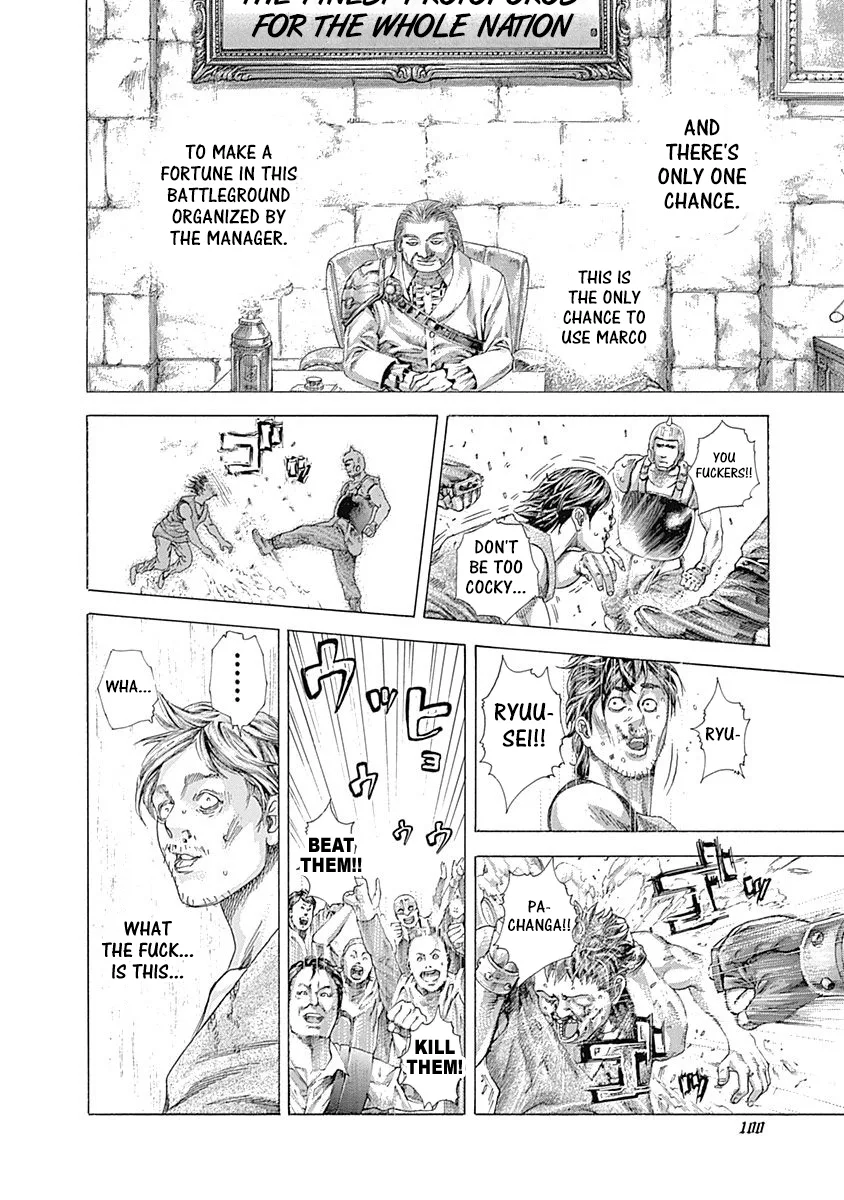 FOR THE WHOLE NATION
AND
THERE'S
ONLY ONE
CHANCE.
THIS IS
THE ONLY
CHANCE TO
USE MARCO
TO MAKE A
FORTUNE IN THIS
BATTLEGROUND
ORGANIZED BY
THE MANAGER.
YOU
FUCKERS!!
DON'T
BE TOO
COCKY...
ゴッ
RYU-
RYUU-
SEI!!
PA-
CHANGA!!
ウッヒョ
ウウ
BEAT
THEM!!
KILL
THEM!
WHA...
WHAT
THE FUCK...
IS THIS...
100